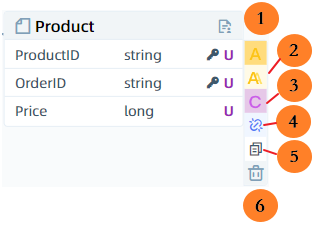 Product
1
ProductID string U
A
2
OrderID string U
A
3
Price long U
C
4
5
6